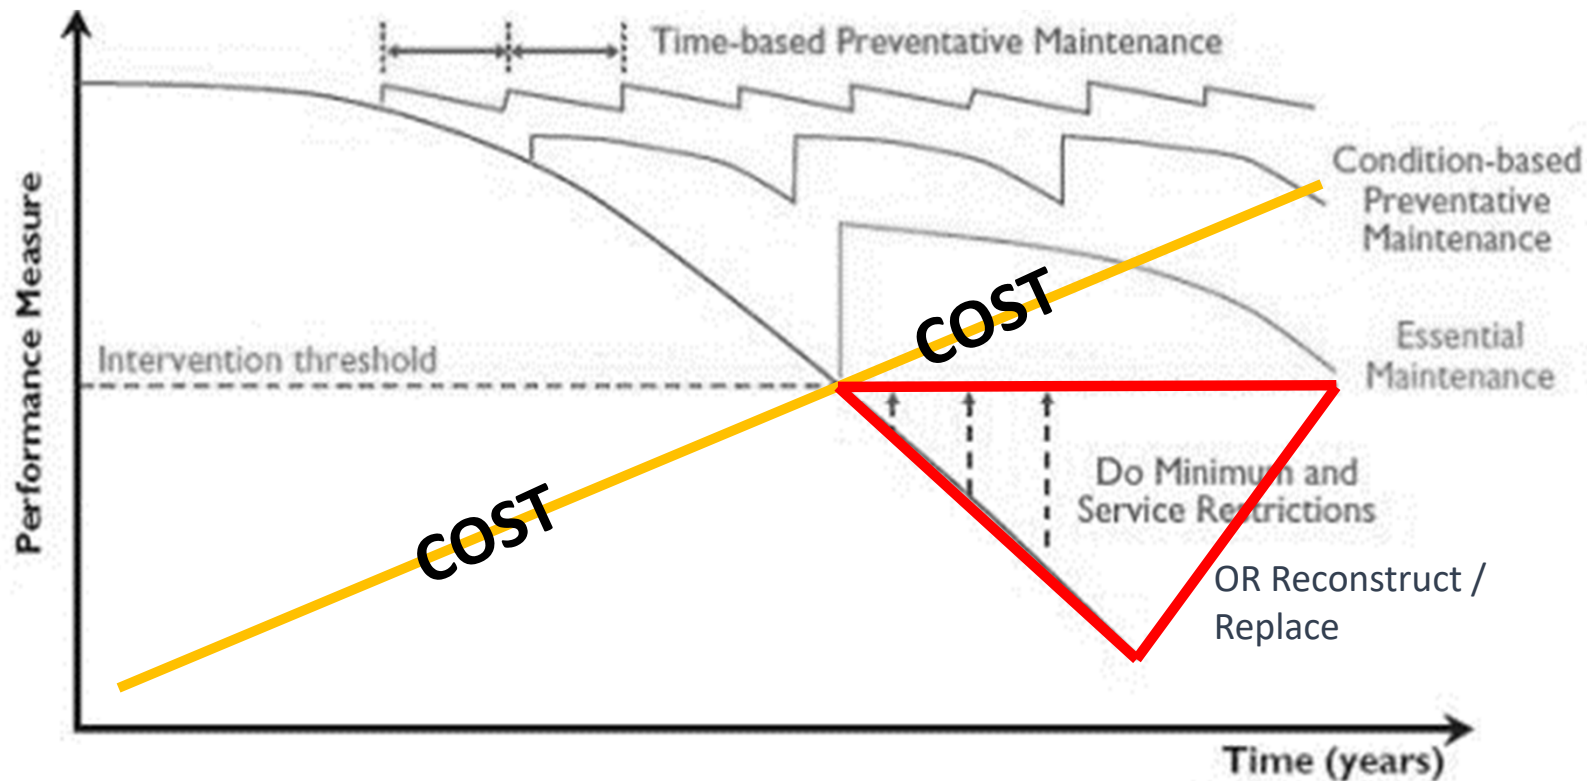 Time-based Preventative Maintenance
Condition-based
Preventative
Maintenance
Performance Measure
COST
Intervention threshold
Essential
Maintenance
Do Minimum and
Service Restrictions
COST
OR Reconstruct /
Replace
Time (years)